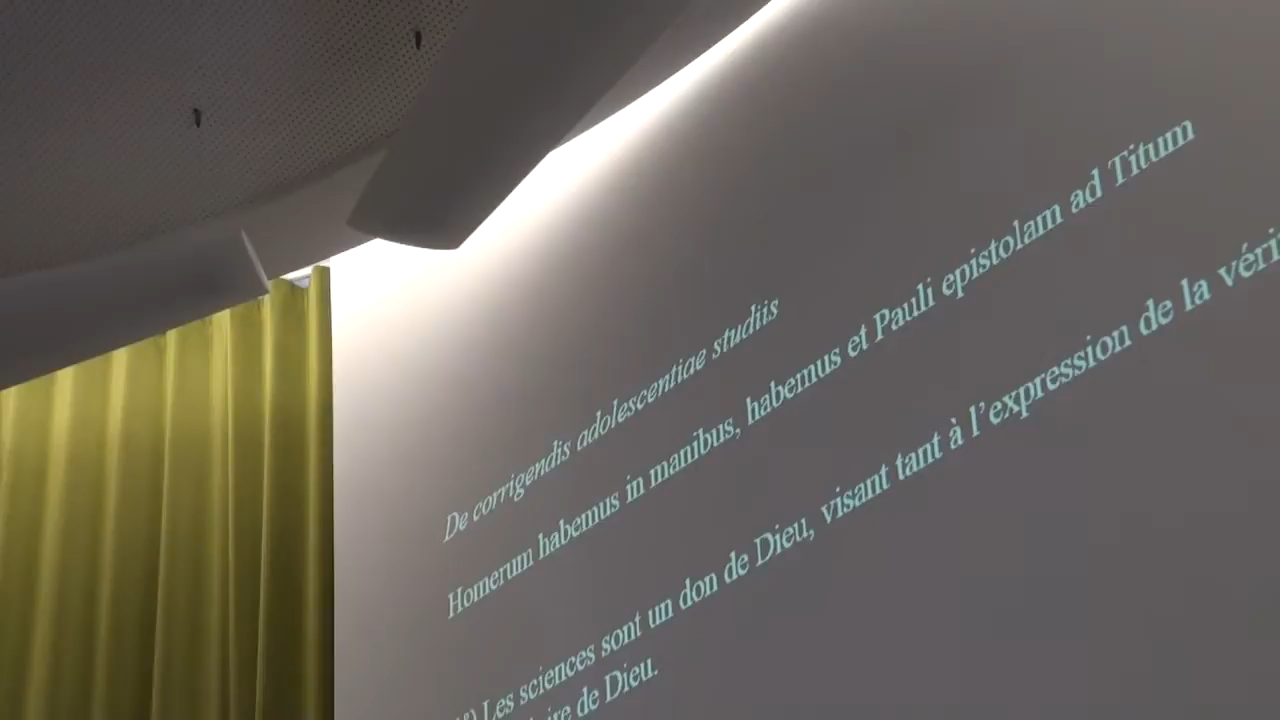 De corrigendis adolescentiae studiis
Homerum habemus in manibus, habemus et Pauli epistolam ad Titum
Les sciences sont un don de Dieu, visant tant à l’expression de la
de Dieu.